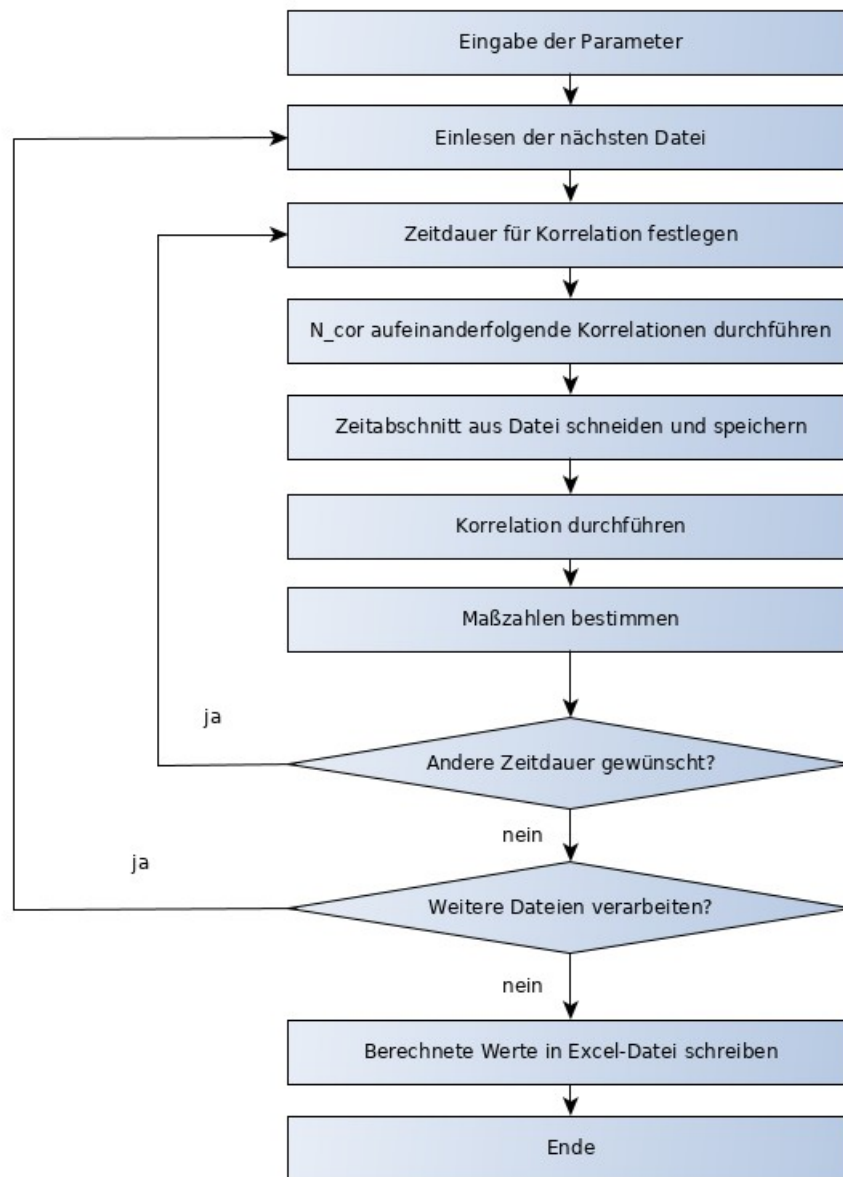 Eingabe der Parameter
Einlesen der nächsten Datei
Zeitdauer für Korrelation festlegen
N_cor aufeinanderfolgende Korrelationen durchführen
Zeitabschnitt aus Datei schneiden und speichern
Korrelation durchführen
Maßzahlen bestimmen
ja
Andere Zeitdauer gewünscht?
nein
ja
Weitere Dateien verarbeiten?
nein
Berechnete Werte in Excel-Datei schreiben
Ende